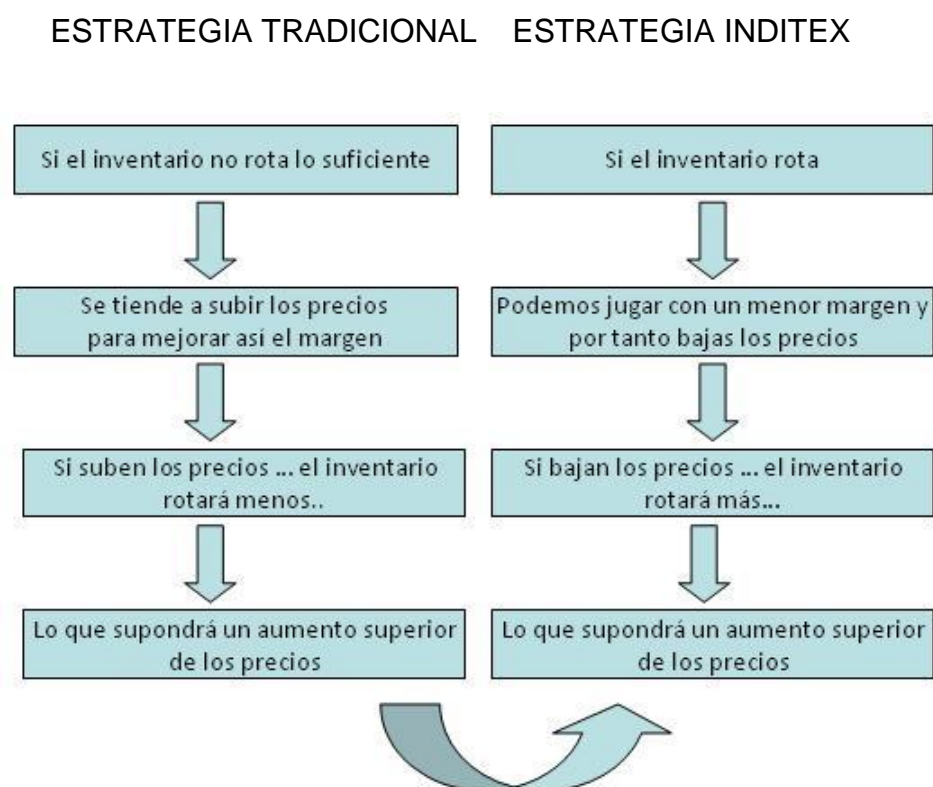 ESTRATEGIA TRADICIONAL
Si el inventario no rota lo suficiente
Se tiende a subir los precios
para mejorar así el margen
Si suben los precios ... el inventario
rotará menos..
Lo que supondrá un aumento superior
de los precios
ESTRATEGIA INDITEX
Si el inventario rota
Podemos jugar con un menor margen y
por tanto bajas los precios
Si bajan los precios ... el inventario
rotará más...
Lo que supondrá un aumento superior
de los precios